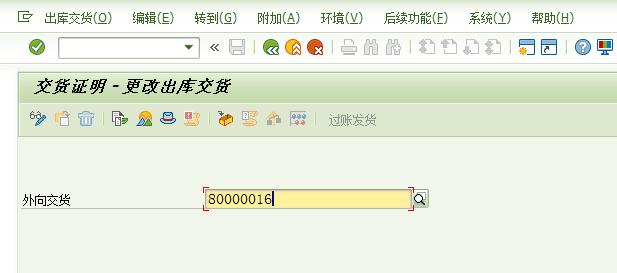 出库交货(O) 编辑(E) 转到(G) 附加(A) 环境(V) 后续功能(F) 系统(Y) 帮助(H)
交货证明 - 更改出库交货
过账发货
外向交货 80000016